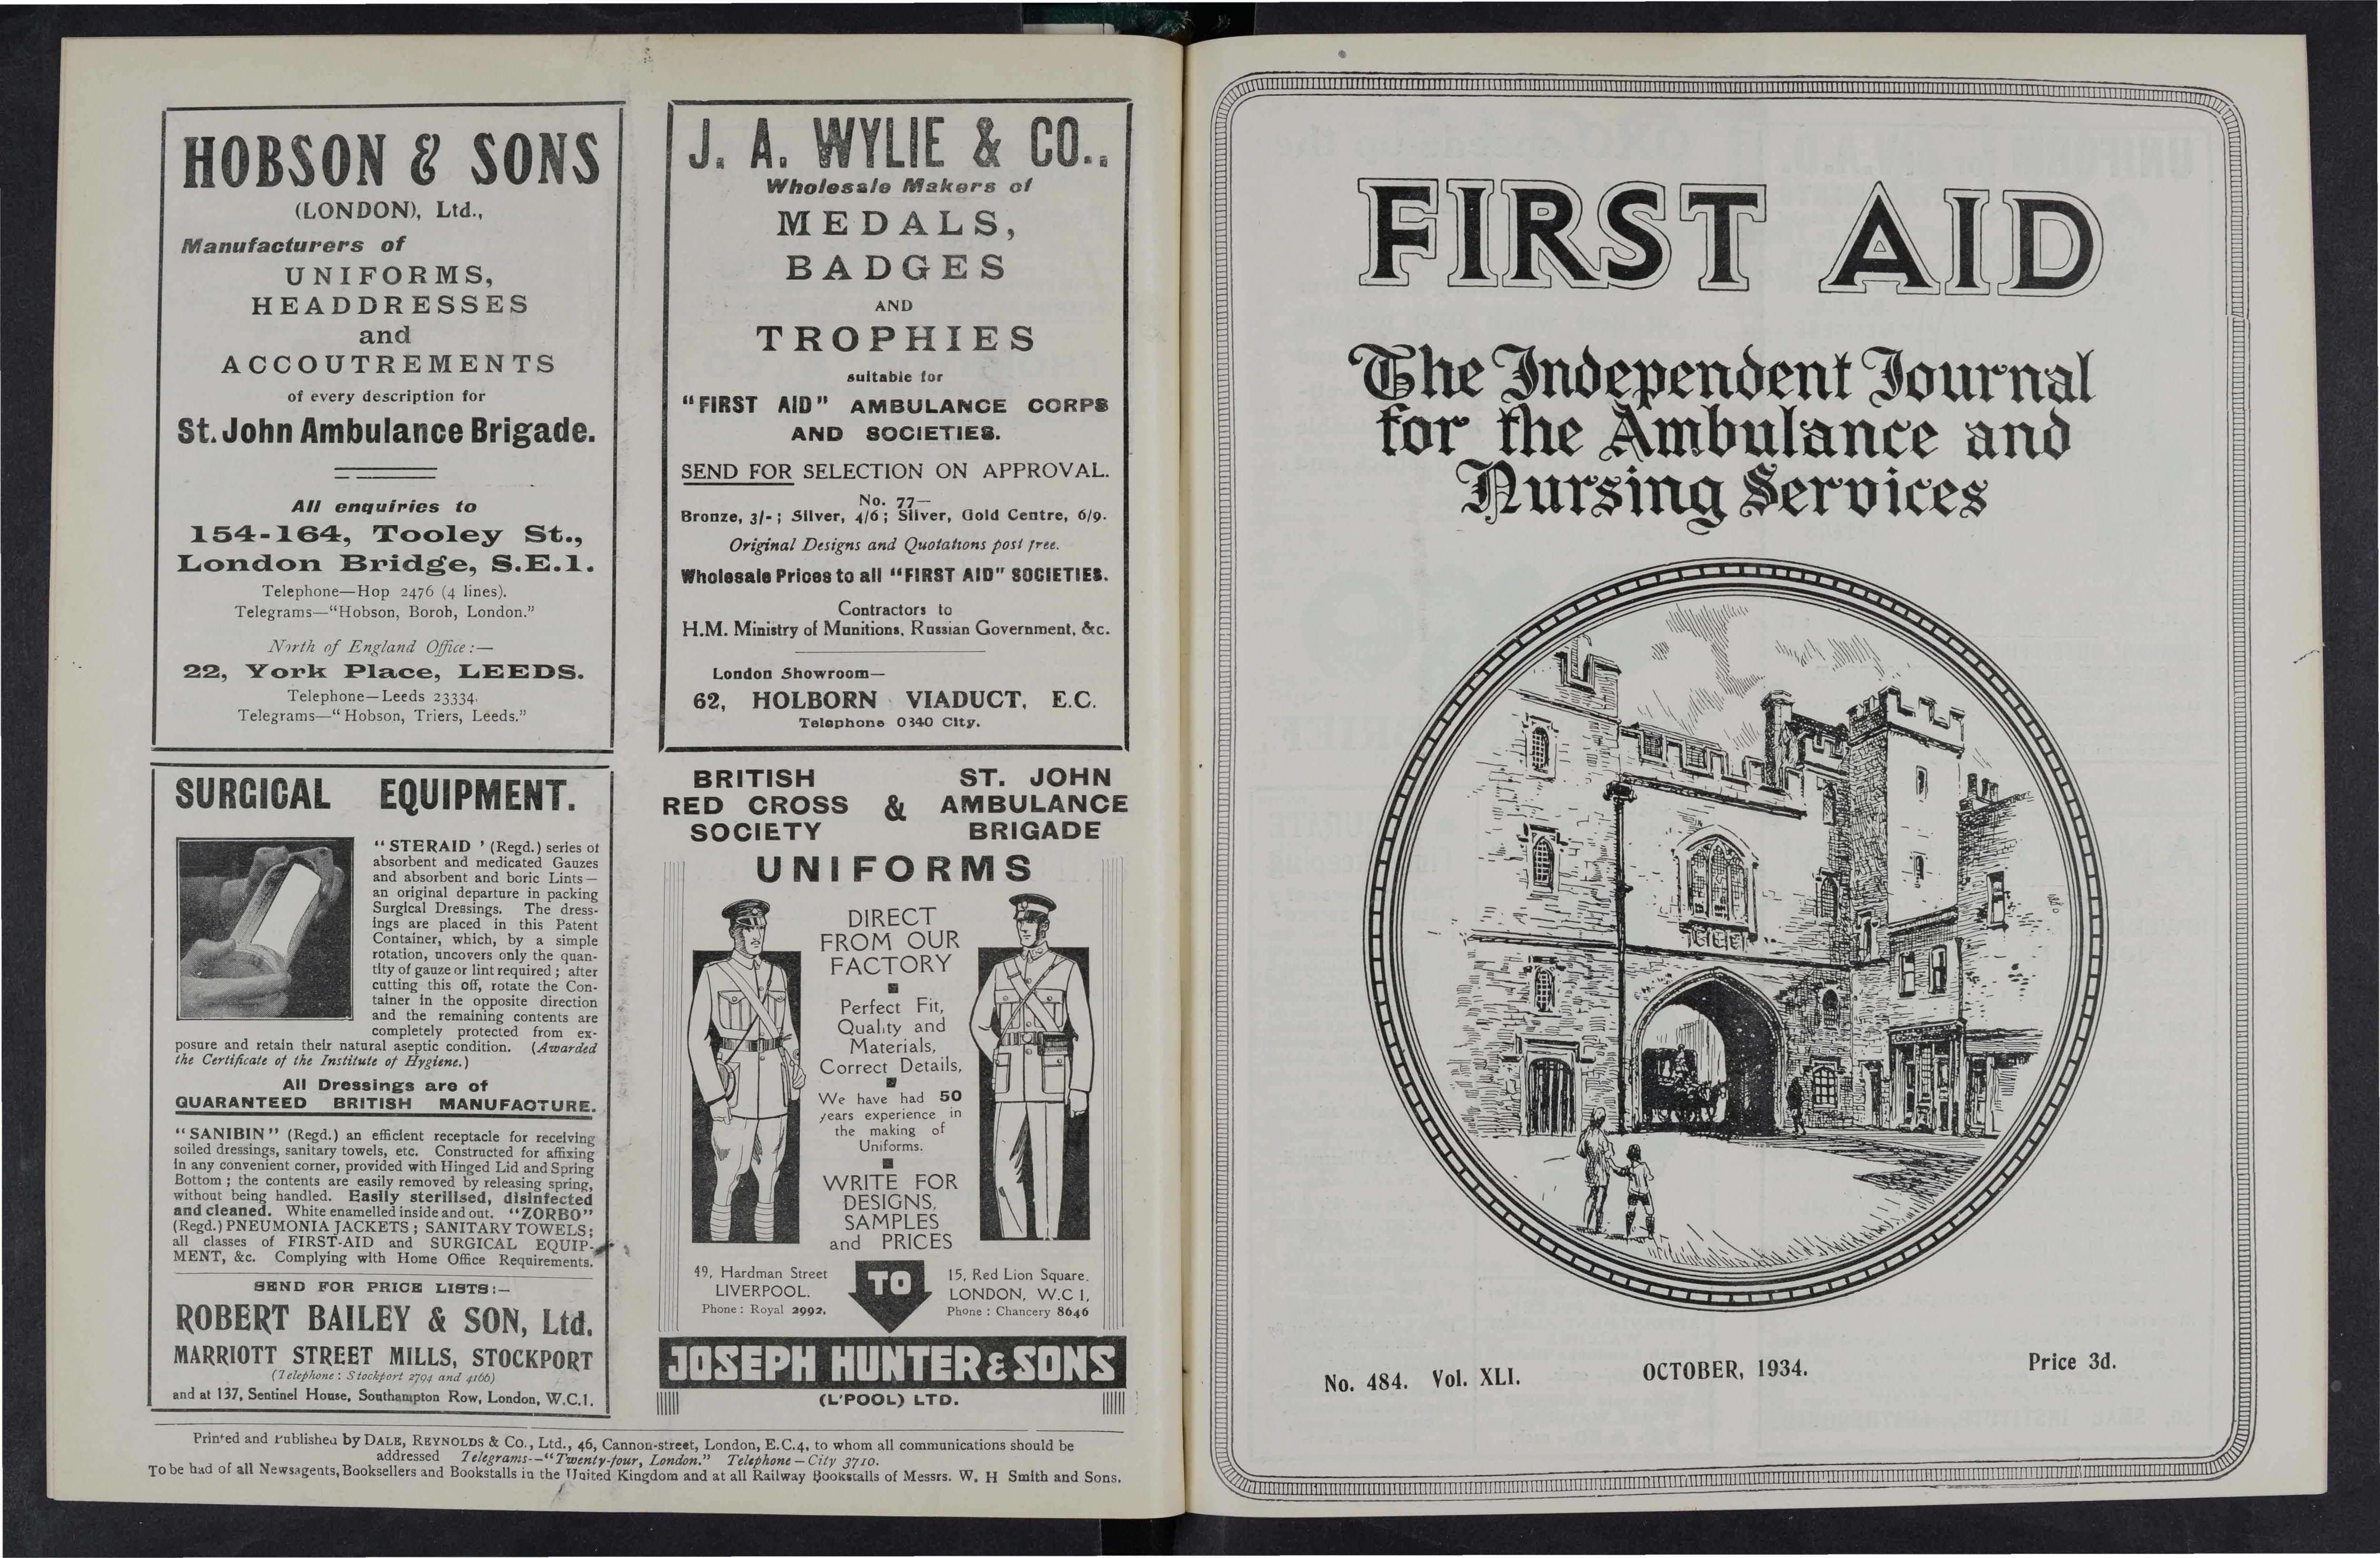 HOBSON & SONS
(LONDON), Ltd.,
Manufacturers of
UNIFORMS,
HEADDRESSES
and
ACCOUTREMENTS
of every description for
St. John Ambulance Brigade.
All enquiries to
154-164, Tooley St.,
London Bridge, S.E.1.
Telephone—Hop 2476 (4 lines).
Telegrams—"Hobson, Boroh, London."
North of England Office :—
22, York Place, LEEDS.
Telephone—Leeds 23334.
Telegrams—"Hobson, Triers, Leeds."
SURGICAL EQUIPMENT.
"STERAID' (Regd.) series of
absorbent and medicated Gauzes
and absorbent and boric Lints—
an original departure in packing
Surgical Dressings. The dress-
ings are placed in this Patent
Container, which, by a simple
rotation, uncovers only the quan-
tity of gauze or lint required ; after
cutting this off, rotate the Con-
tainer in the opposite direction
and the remaining contents are
completely protected from ex-
posure and retain their natural aseptic condition. (Awarded
the Certificate of the Institute of Hygiene.)
All Dressings are of
GUARANTEED BRITISH MANUFACTURE.
"SANIBIN" (Regd.) an efficient receptacle for receiving
soiled dressings, sanitary towels, etc. Constructed for affixing
in any convenient corner, provided with Hinged Lid and Spring
Bottom ; the contents are easily removed by releasing spring,
without being handled. Easily sterilised, disinfected
and cleaned. White enamelled inside and out. "ZORBO"
(Regd.) PNEUMONIA JACKETS ; SANITARY TOWELS ;
all classes of FIRST-AID and SURGICAL EQUIP-
MENT, &c. Complying with Home Office Requirements.
SEND FOR PRICE LISTS:—
ROBERT BAILEY & SON, Ltd.
MARRIOTT STREET MILLS, STOCKPORT
(Telephone : Stockport 2794 and 4166)
and at 137, Sentinel House, Southampton Row, London, W.C.1.
J. A. WYLIE & CO.,
Wholesale Makers of
MEDALS,
BADGES
AND
TROPHIES
suitable for
"FIRST AID" AMBULANCE CORPS
AND SOCIETIES.
SEND FOR SELECTION ON APPROVAL.
No. 77—
Bronze, 3/- ; Silver, 4/6 ; Silver, Gold Centre, 6/9.
Original Designs and Quotations post free.
Wholesale Prices to all "FIRST AID" SOCIETIES.
Contractors to
H.M. Ministry of Munitions, Russian Government, &c.
London Showroom—
62, HOLBORN VIADUCT, E.C.
Telephone 0340 City.
BRITISH
RED CROSS
SOCIETY
&
ST. JOHN
AMBULANCE
BRIGADE
UNIFORMS
DIRECT
FROM OUR
FACTORY
Perfect Fit,
Quality and
Materials,
Correct Details,
We have had 50
years experience in
the making of
Uniforms.
WRITE FOR
DESIGNS,
SAMPLES
and PRICES
TO
49, Hardman Street
LIVERPOOL.
Phone : Royal 2992.
15, Red Lion Square,
LONDON, W.C 1,
Phone : Chancery 8646
JOSEPH HUNTER & SONS
(L'POOL) LTD.
Printed and Published by DALE, REYNOLDS & Co., Ltd., 46, Cannon-street, London, E.C.4, to whom all communications should be
addressed Telegrams--"Twenty-four, London." Telephone—City 3710.
To be had of all Newsagents, Booksellers and Bookstalls in the United Kingdom and at all Railway Bookstalls of Messrs. W. H Smith and Sons.
FIRST AID
The Independent Journal
for the Ambulance and
Nursing Services
No. 484. Vol. XLI.
OCTOBER, 1934.
Price 3d.